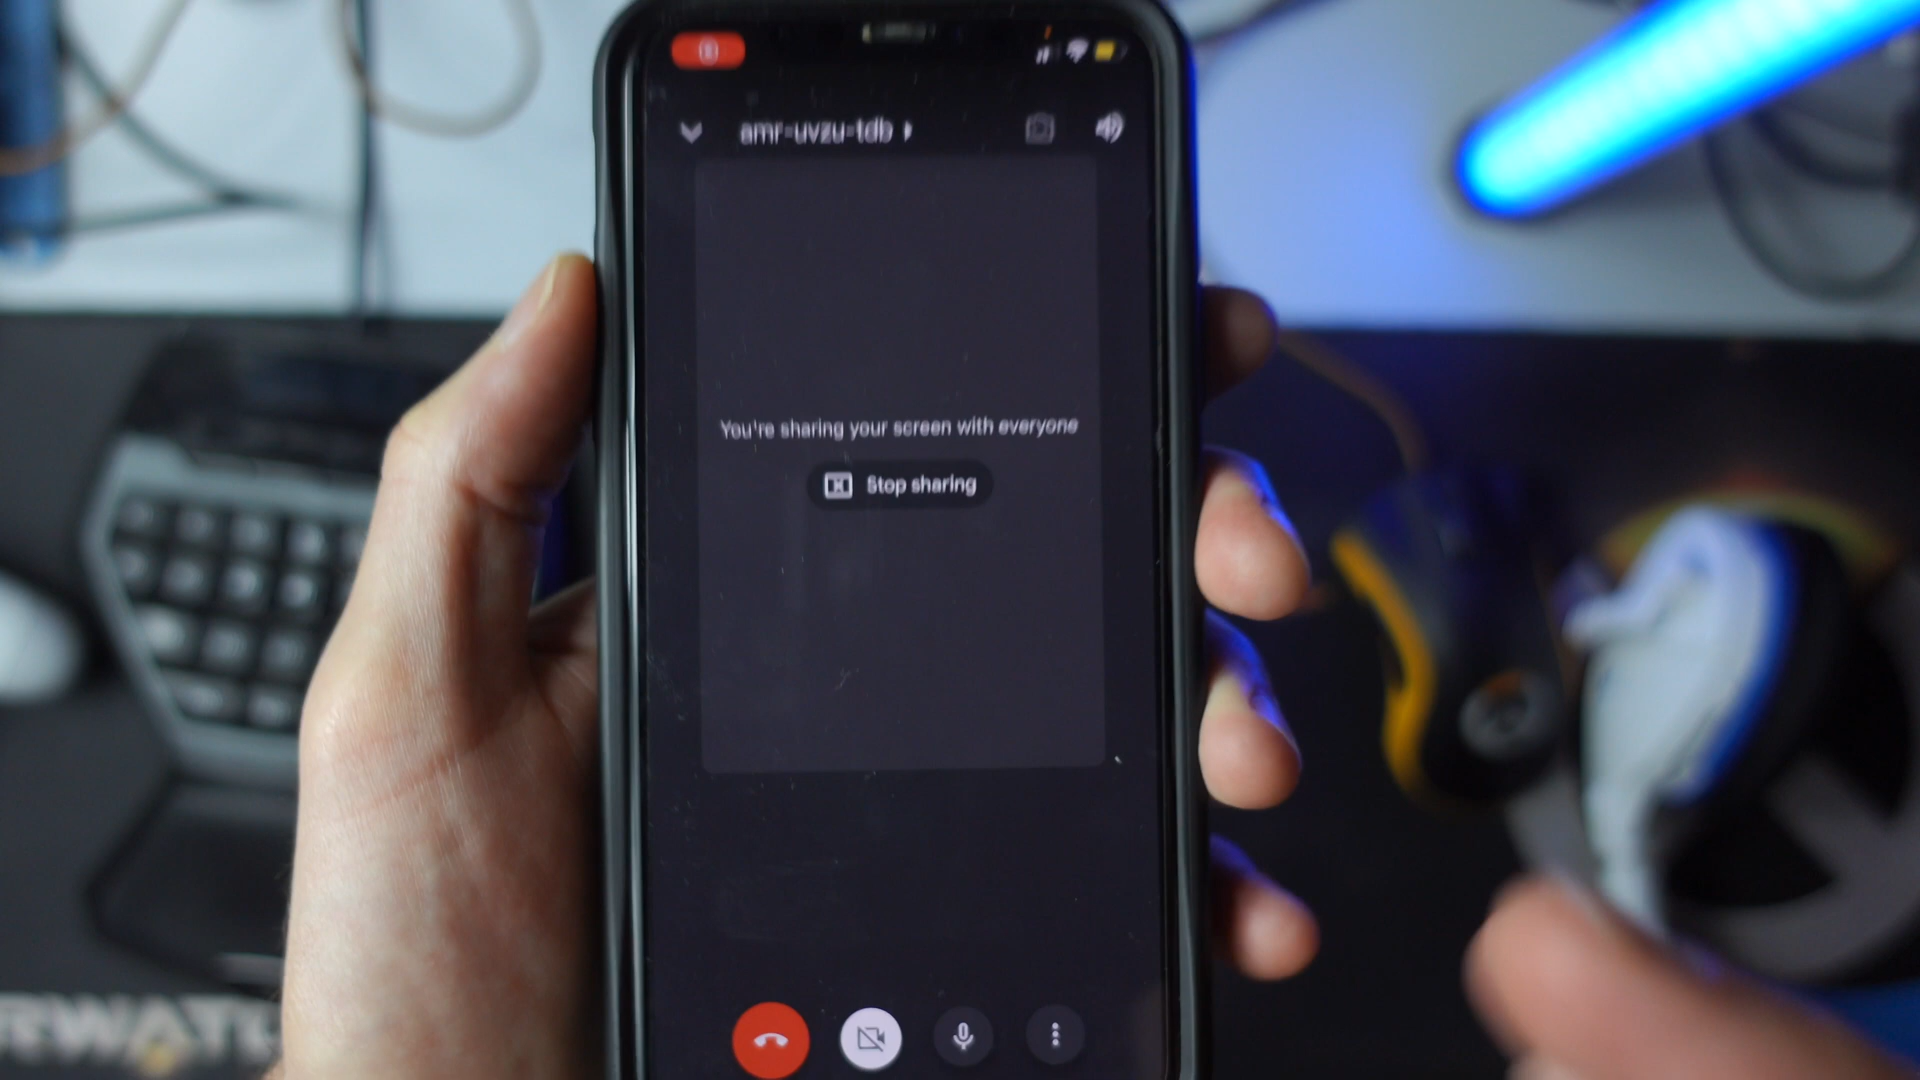 amr-uvzu-tdb
You're sharing your screen with everyone
Stop sharing